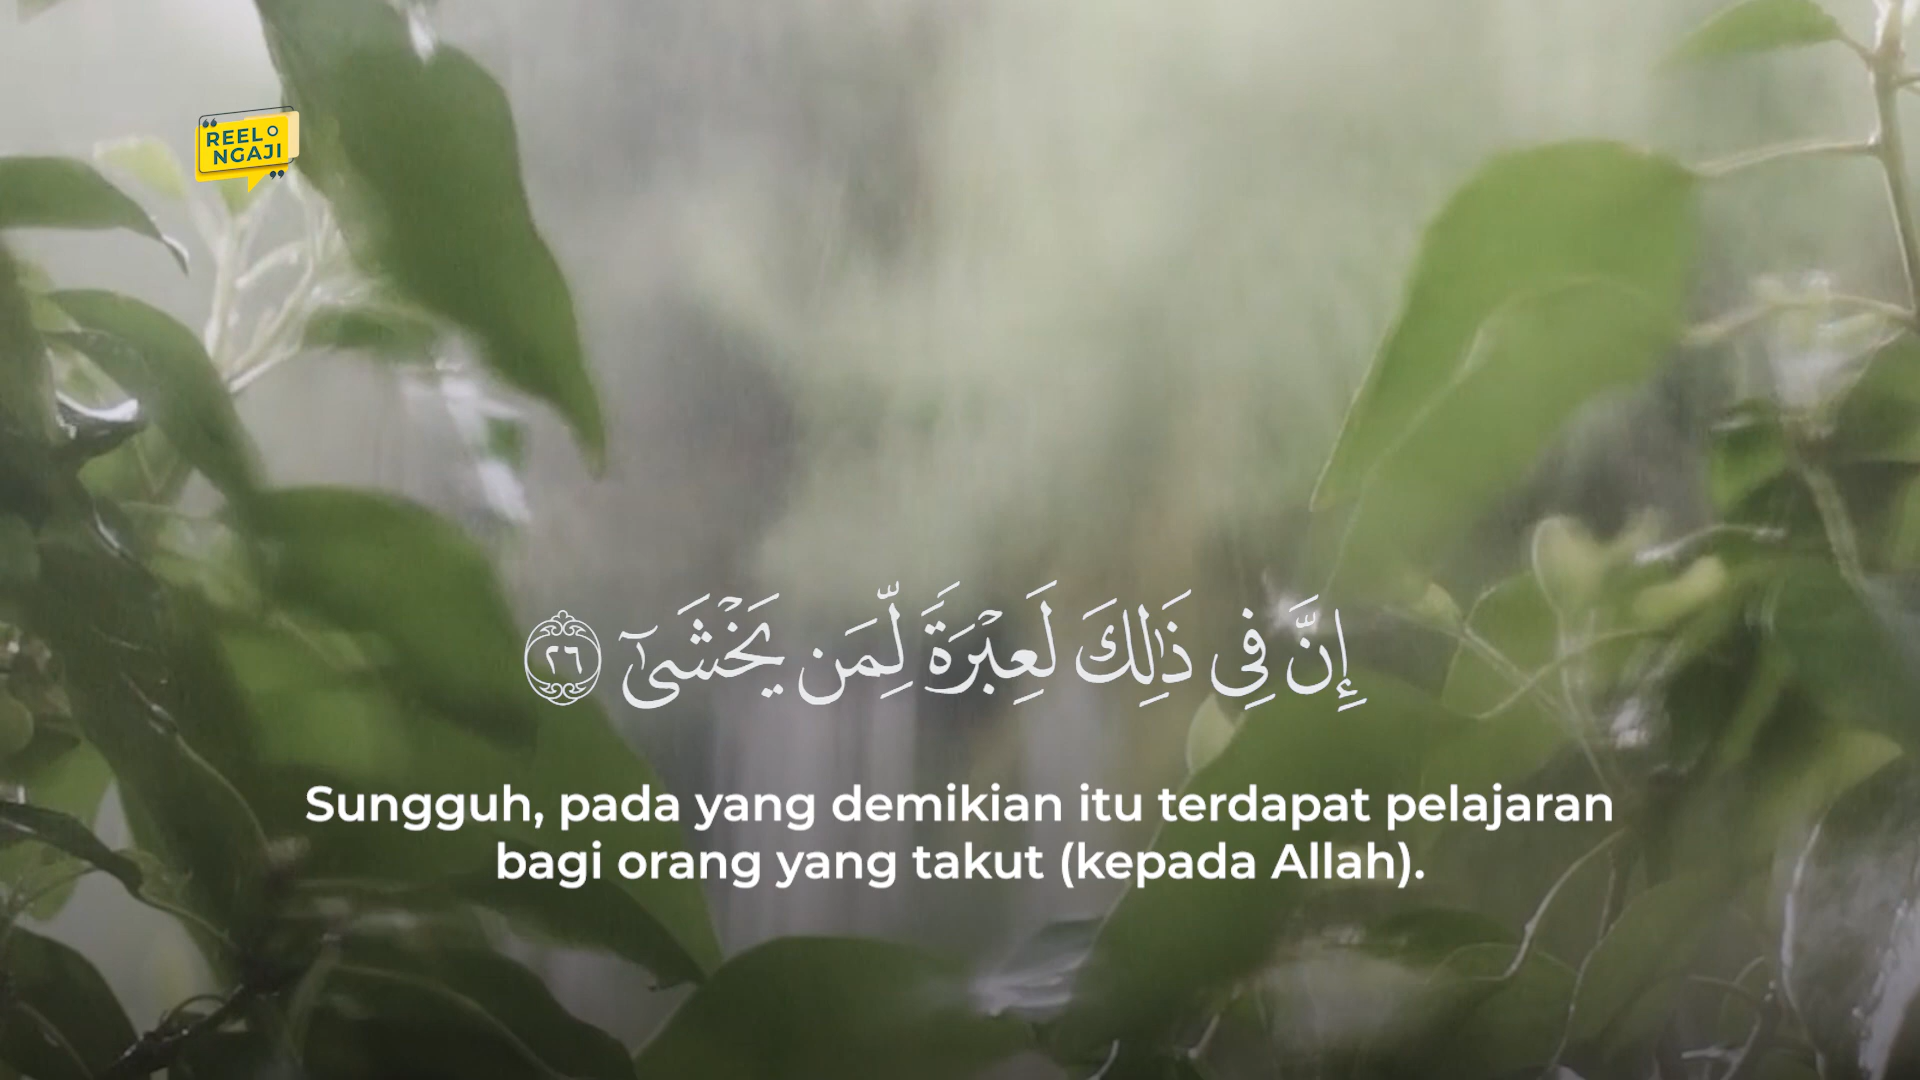 REEL
NGAJI
إِنَّ فِى ذَٰلِكَ لَعِبْرَةً لِّمَن يَخْشَىٰٓ ٢٦
Sungguh, pada yang demikian itu terdapat pelajaran
bagi orang yang takut (kepada Allah).